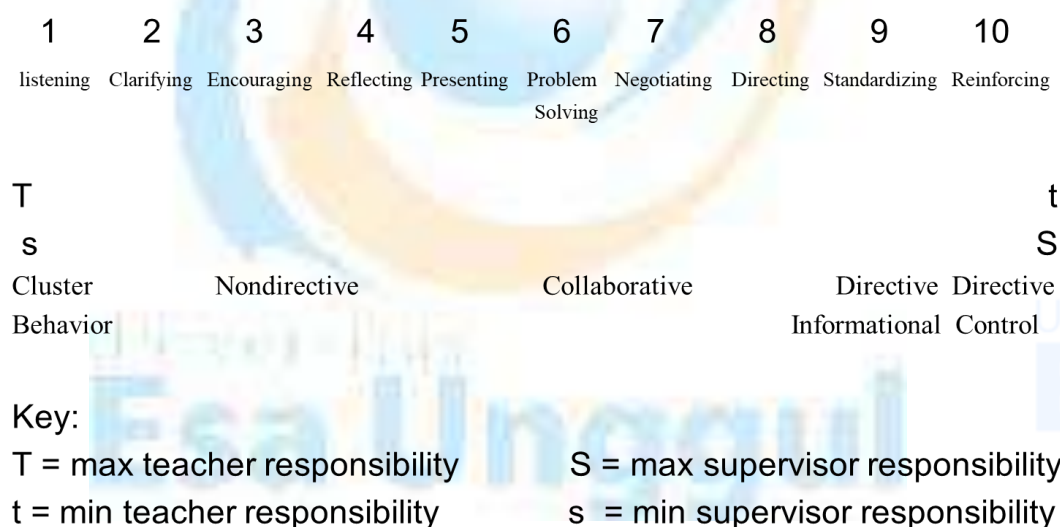 1 2 3 4 5 6 7 8 9 10
listening Clarifying Encouraging Reflecting Presenting Problem Negotiating Directing Standardizing Reinforcing
Solving
T t
s S
Cluster Nondirective Collaborative Directive Directive
Behavior Informational Control
Esa Unggul
Key:
T = max teacher responsibility S = max supervisor responsibility
t = min teacher responsibility s = min supervisor responsibility